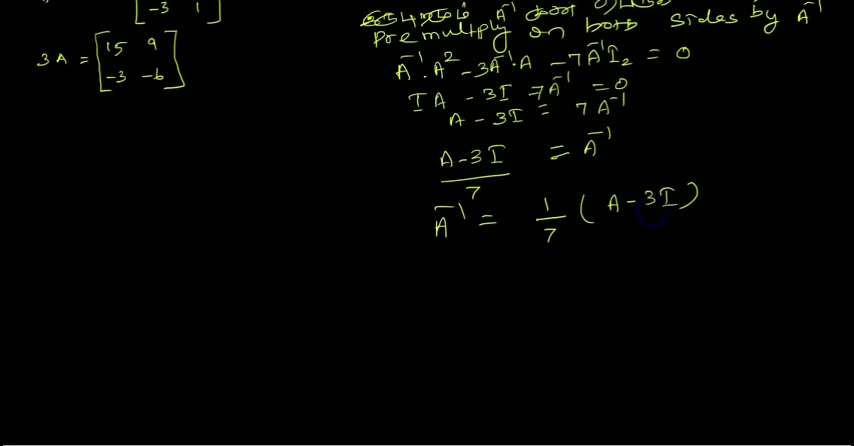 -3 1
3A = [15 9
-3 -6]
A⁻¹
Premultiply on both sides by A⁻¹
A⁻¹·A² - 3A⁻¹·A - 7A⁻¹I₂ = 0
IA - 3I - 7A⁻¹ = 0
A - 3I = 7A⁻¹
A-3I/7 = A⁻¹
A⁻¹ = 1/7 (A - 3I)